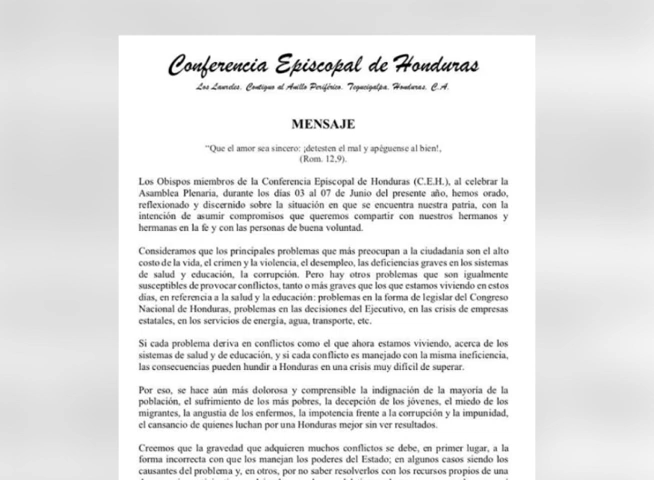 Conferencia Episcopal de Honduras
Los Laureles, Contiguo al Anillo Periférico, Tegucigalpa, Honduras, C.A.
MENSAJE
“Que el amor sea sincero: ¡detesten el mal y apéguense al bien!,
(Rom. 12,9).
Los Obispos miembros de la Conferencia Episcopal de Honduras (C.E.H.), al celebrar la
Asamblea Plenaria, durante los días 03 al 07 de Junio del presente año, hemos orado,
reflexionado y discernido sobre la situación en que se encuentra nuestra patria, con la
intención de asumir compromisos que queremos compartir con nuestros hermanos y
hermanas en la fe y con las personas de buena voluntad.
Consideramos que los principales problemas que más preocupan a la ciudadanía son el alto
costo de la vida, el crimen y la violencia, el desempleo, las deficiencias graves en los sistemas
de salud y educación, la corrupción. Pero hay otros problemas que son igualmente
susceptibles de provocar conflictos, tanto o más graves que los que estamos viviendo en estos
días, en referencia a la salud y la educación: problemas en la forma de legislar del Congreso
Nacional de Honduras, problemas en las decisiones del Ejecutivo, en las crisis de empresas
estatales, en los servicios de energía, agua, transporte, etc.
Si cada problema deriva en conflictos como el que ahora estamos viviendo, acerca de los
sistemas de salud y de educación, y si cada conflicto es manejado con la misma ineficiencia,
las consecuencias pueden hundir a Honduras en una crisis muy difícil de superar.
Por eso, se hace aún más dolorosa y comprensible la indignación de la mayoría de la
población, el sufrimiento de los más pobres, la decepción de los jóvenes, el miedo de los
migrantes, la angustia de los enfermos, la impotencia frente a la corrupción y la impunidad,
el cansancio de quienes luchan por una Honduras mejor sin ver resultados.
Creemos que la gravedad que adquieren muchos conflictos se debe, en primer lugar, a la
forma incorrecta con que los manejan los poderes del Estado; en algunos casos siendo los
causantes del problema y, en otros, por no saber resolverlos con los recursos propios de una